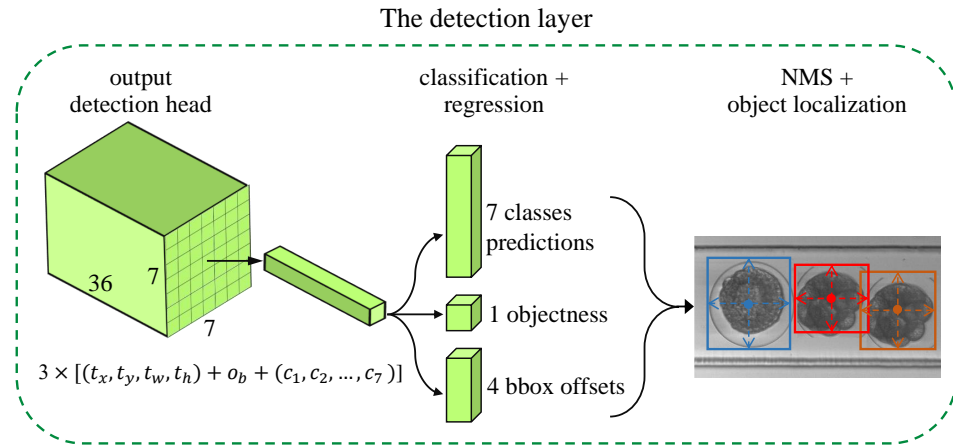 The detection layer
output
detection head
classification +
regression
NMS +
object localization
36
7
7
7 classes
predictions
1 objectness
4 bbox offsets
3 × [(t_x, t_y, t_w, t_h) + o_b + (c_1, c_2, ..., c_7 )]